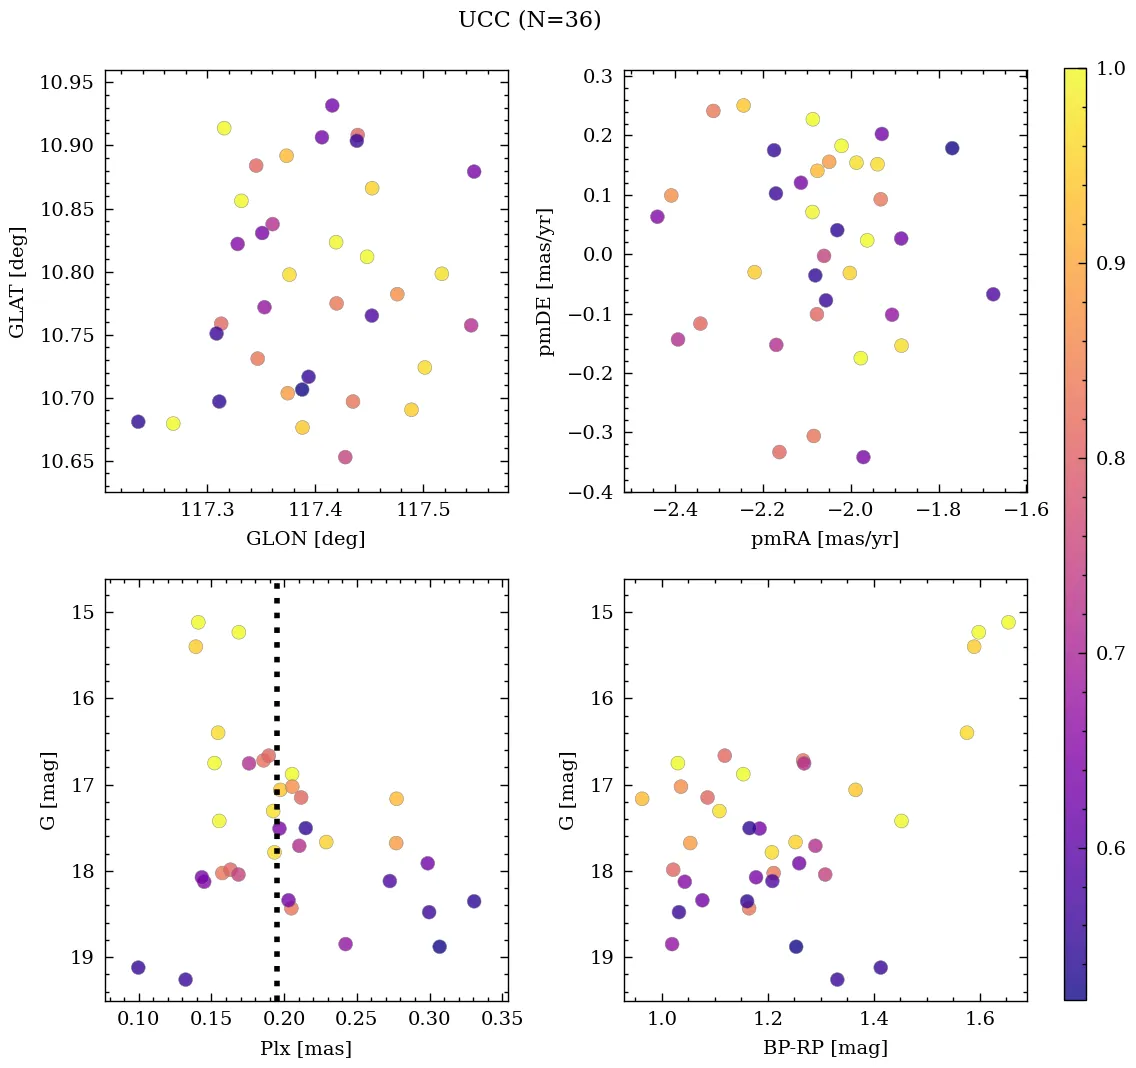 UCC (N=36)
10.95
10.90
10.85
10.80
10.75
10.70
10.65
GLAT [deg]
117.3 117.4 117.5
GLON [deg]
0.3
0.2
0.1
0.0
−0.1
−0.2
−0.3
−0.4
pmDE [mas/yr]
−2.4 −2.2 −2.0 −1.8 −1.6
pmRA [mas/yr]
1.0
0.9
0.8
0.7
0.6
15
16
17
18
19
G [mag]
0.10 0.15 0.20 0.25 0.30 0.35
Plx [mas]
15
16
17
18
19
G [mag]
1.0 1.2 1.4 1.6
BP-RP [mag]